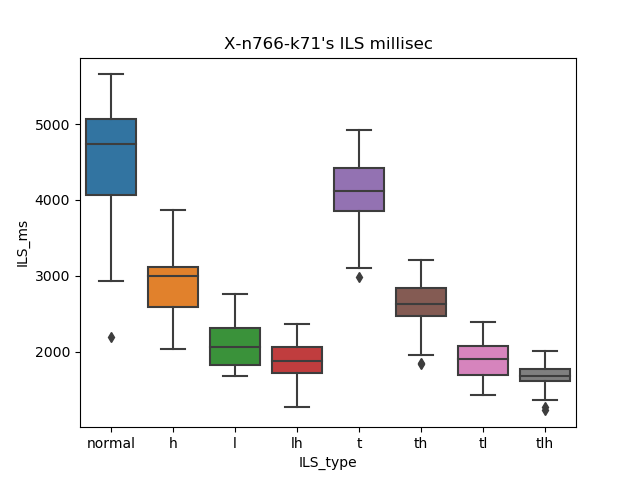 X-n766-k71's ILS millisec
ILS_ms
5000
4000
3000
2000
normal h l lh t th tl tlh
ILS_type